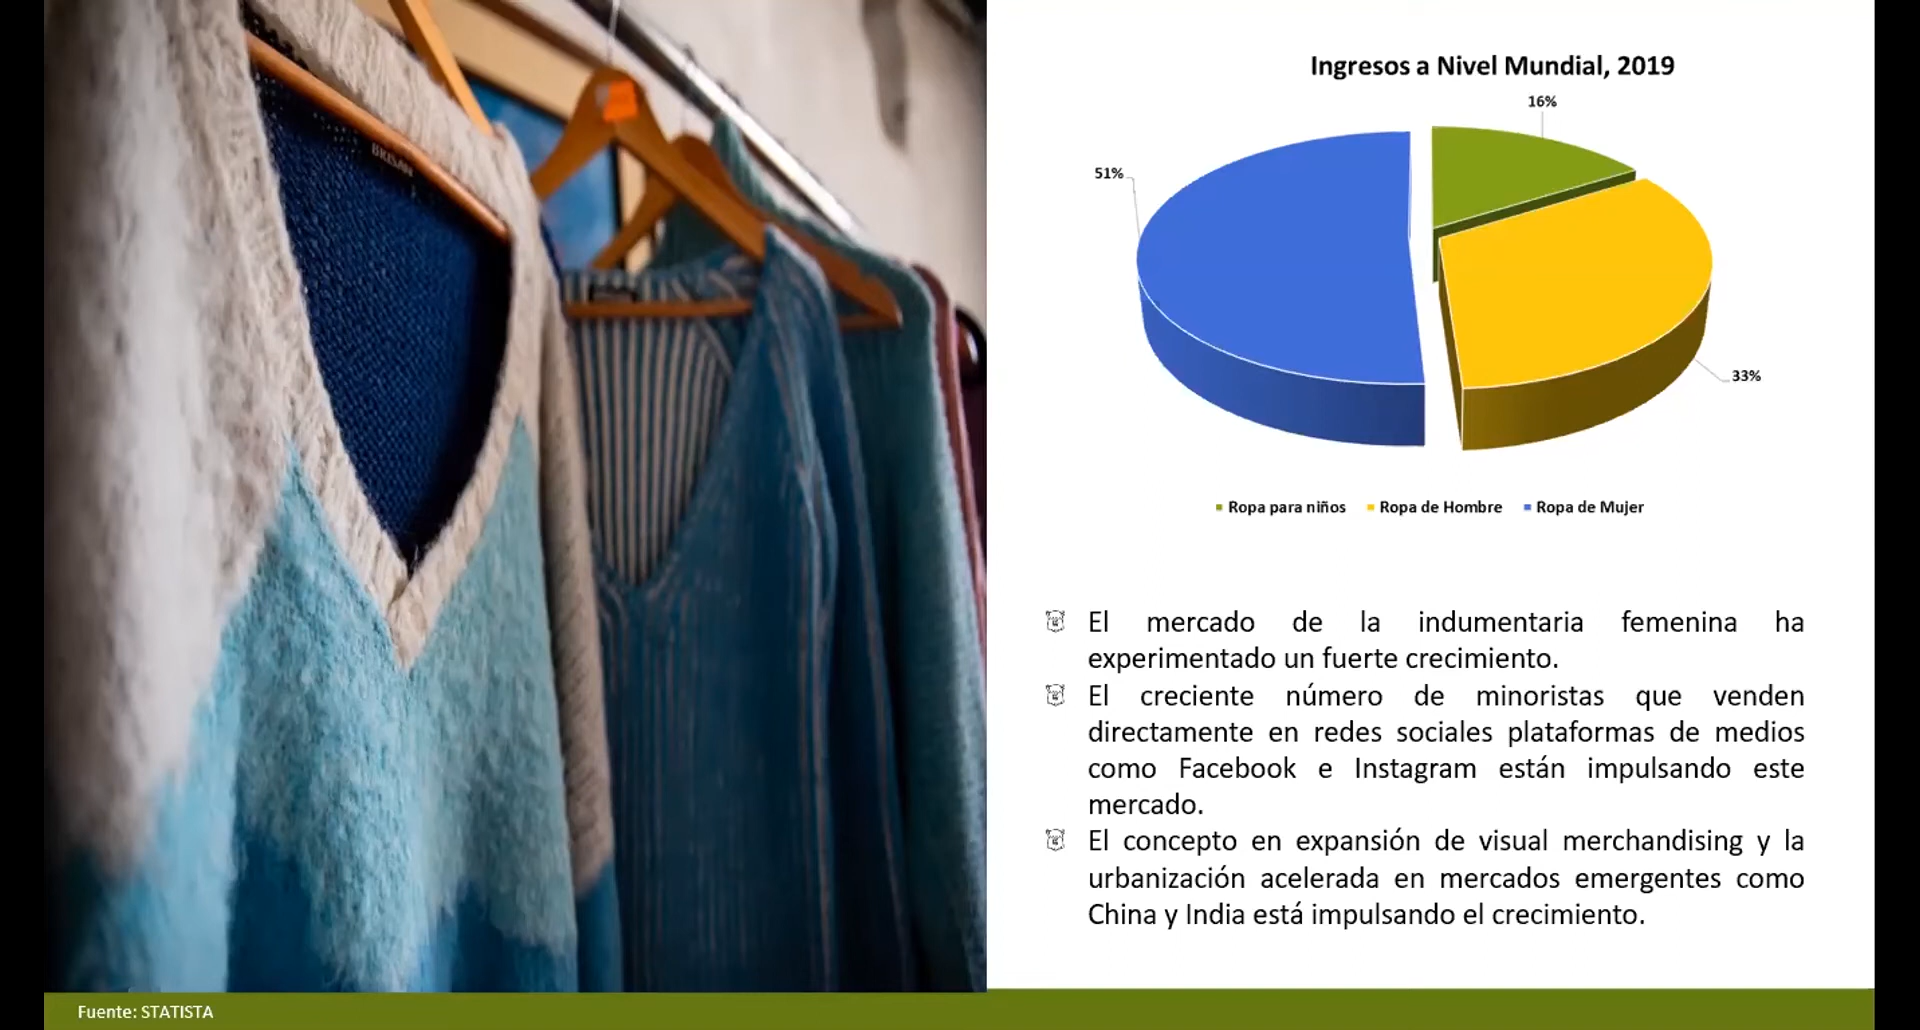 BRISAN
Ingresos a Nivel Mundial, 2019
16%
51%
33%
Ropa para niños Ropa de Hombre Ropa de Mujer
El mercado de la indumentaria femenina ha
experimentado un fuerte crecimiento.
El creciente número de minoristas que venden
directamente en redes sociales plataformas de medios
como Facebook e Instagram están impulsando este
mercado.
El concepto en expansión de visual merchandising y la
urbanización acelerada en mercados emergentes como
China y India está impulsando el crecimiento.
Fuente: STATISTA